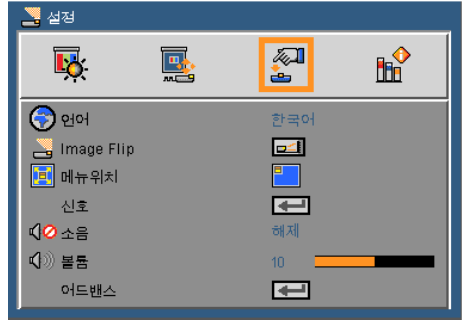 설정
언어 한국어
Image Flip
메뉴위치
신호
소음 해제
볼륨 10
어드밴스